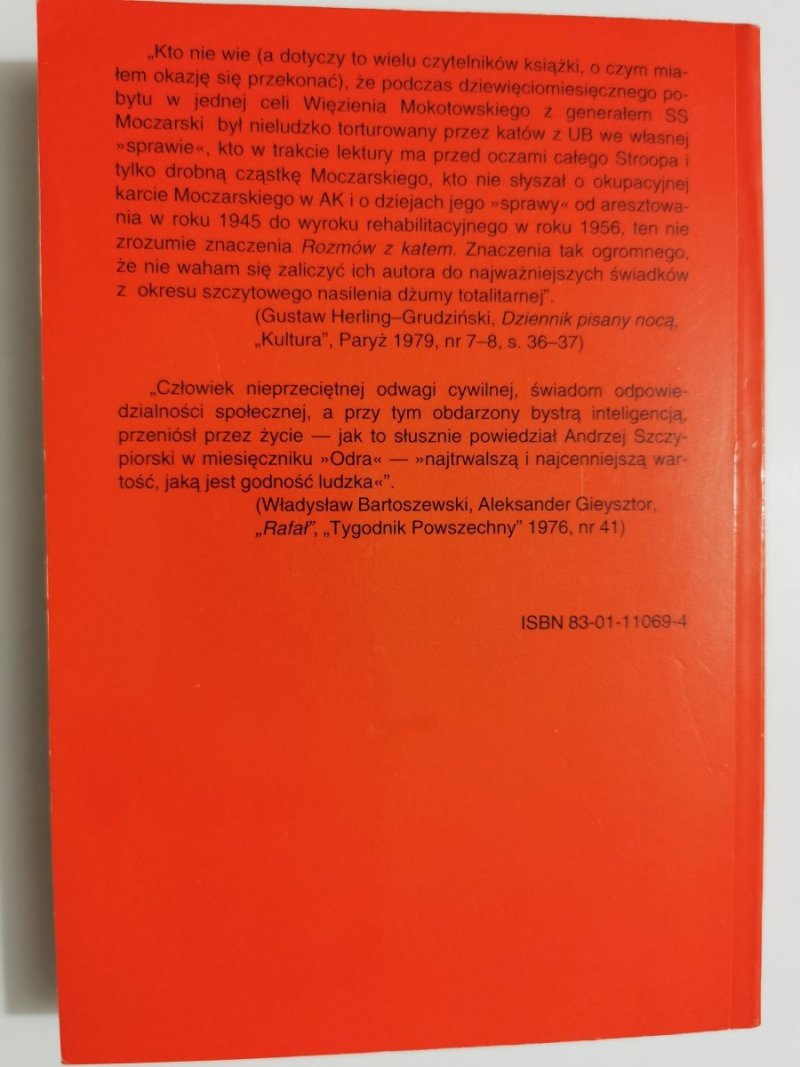 „Kto nie wie (a dotyczy to wielu czytelników książki, o czym mia-
łem okazję się przekonać), że podczas dziewięciomiesięcznego po-
bytu w jednej celi Więzienia Mokotowskiego z generałem SS
Moczarski był nieludzko torturowany przez katów z UB we własnej
»sprawie«, kto w trakcie lektury ma przed oczami całego Stroopa i
tylko drobną cząstkę Moczarskiego, kto nie słyszał o okupacyjnej
karcie Moczarskiego w AK i o dziejach jego »sprawy« od aresztowa-
nia w roku 1945 do wyroku rehabilitacyjnego w roku 1956, ten nie
zrozumie znaczenia Rozmów z katem. Znaczenia tak ogromnego,
że nie waham się zaliczyć ich autora do najważniejszych świadków
z okresu szczytowego nasilenia dżumy totalitarnej”.
(Gustaw Herling–Grudziński, Dziennik pisany nocą,
„Kultura”, Paryż 1979, nr 7–8, s. 36–37)
„Człowiek nieprzeciętnej odwagi cywilnej, świadom odpowie-
dzialności społecznej, a przy tym obdarzony bystrą inteligencją,
przeniósł przez życie — jak to słusznie powiedział Andrzej Szczy-
piorski w miesięczniku »Odra« — »najtrwalszą i najcenniejszą war-
tość, jaką jest godność ludzka«”.
(Władysław Bartoszewski, Aleksander Gieysztor,
„Rafał”, „Tygodnik Powszechny” 1976, nr 41)
ISBN 83-01-11069-4